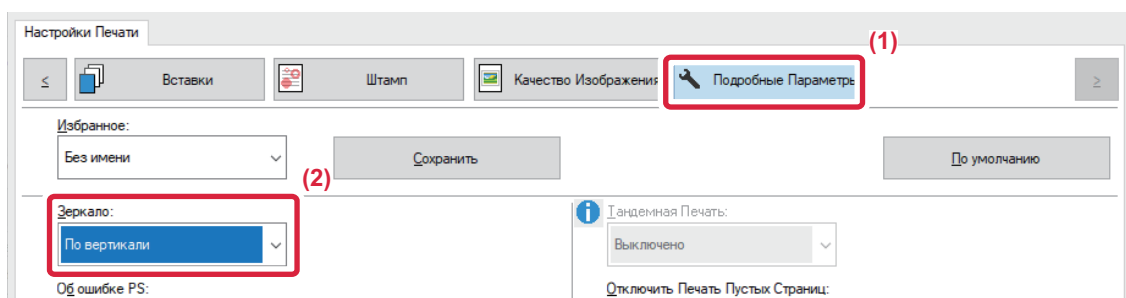 Настройки Печати
(1)
≤ Вставки Штамп Качество Изображения Подробные Параметры ≥
Избранное:
Без имени Сохранить По умолчанию
(2)
Зеркало: Тандемная Печать:
По вертикали Выключено
Об ошибке PS: Отключить Печать Пустых Страниц: